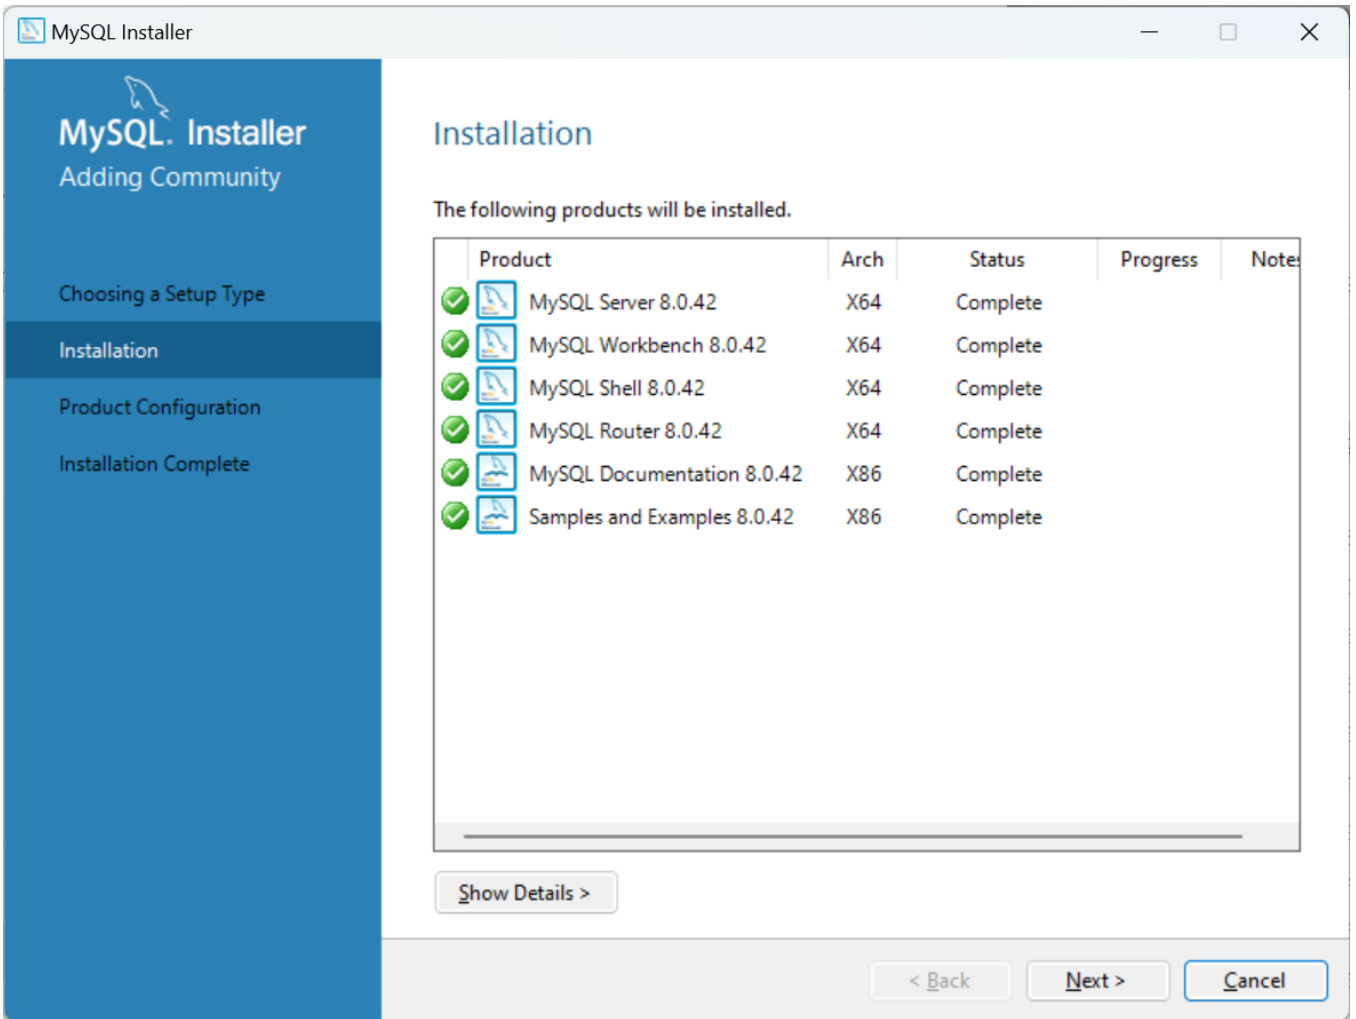 MySQL Installer
MySQL. Installer
Adding Community
Choosing a Setup Type
Installation
Product Configuration
Installation Complete
Installation
The following products will be installed.
Product Arch Status Progress Notes
MySQL Server 8.0.42 X64 Complete
MySQL Workbench 8.0.42 X64 Complete
MySQL Shell 8.0.42 X64 Complete
MySQL Router 8.0.42 X64 Complete
MySQL Documentation 8.0.42 X86 Complete
Samples and Examples 8.0.42 X86 Complete
Show Details >
< Back Next > Cancel